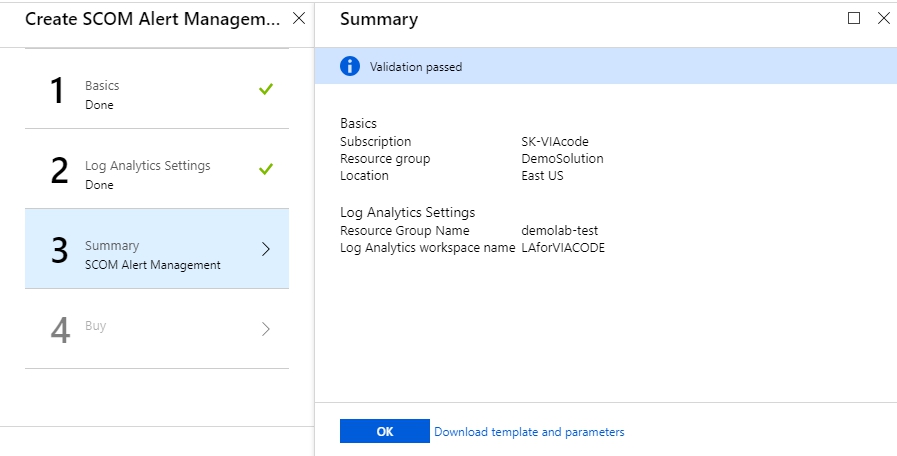 Create SCOM Alert Managem...
1
Basics
Done
2
Log Analytics Settings
Done
3
Summary
SCOM Alert Management
4
Buy
Summary
Validation passed
Basics
Subscription SK-VIAcode
Resource group DemoSolution
Location East US
Log Analytics Settings
Resource Group Name demolab-test
Log Analytics workspace name LAforVIACODE
OK Download template and parameters